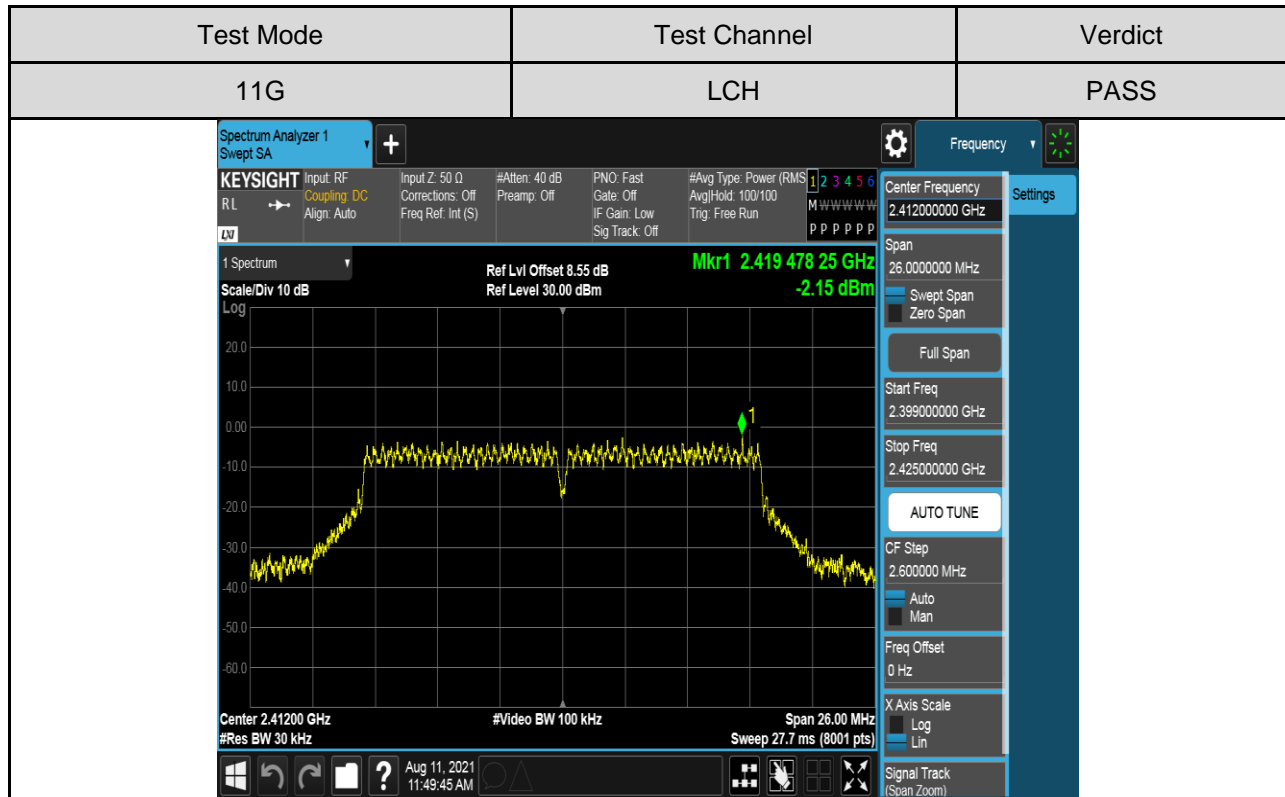 Test Mode Test Channel Verdict
11G LCH PASS
Spectrum Analyzer 1
Swept SA
+
Frequency
KEYSIGHT
RL
LXI
Input: RF
Coupling: DC
Align: Auto
Input Z: 50 Ω
Corrections: Off
Freq Ref: Int (S)
#Atten: 40 dB
Preamp: Off
PNO: Fast
Gate: Off
IF Gain: Low
Sig Track: Off
#Avg Type: Power (RMS
Avg|Hold: 100/100
Trig: Free Run
1 2 3 4 5 6
M W W W W W
P P P P P P
Settings
1 Spectrum
Scale/Div 10 dB
Ref Lvl Offset 8.55 dB
Ref Level 30.00 dBm
Mkr1 2.419 478 25 GHz
-2.15 dBm
Log
20.0
10.0
0.00
-10.0
-20.0
-30.0
-40.0
-50.0
-60.0
1
Center 2.41200 GHz
#Res BW 30 kHz
#Video BW 100 kHz
Span 26.00 MHz
Sweep 27.7 ms (8001 pts)
Center Frequency
2.412000000 GHz
Span
26.0000000 MHz
Swept Span
Zero Span
Full Span
Start Freq
2.399000000 GHz
Stop Freq
2.425000000 GHz
AUTO TUNE
CF Step
2.600000 MHz
Auto
Man
Freq Offset
0 Hz
X Axis Scale
Log
Lin
Signal Track
(Span Zoom)
?
Aug 11, 2021
11:49:45 AM